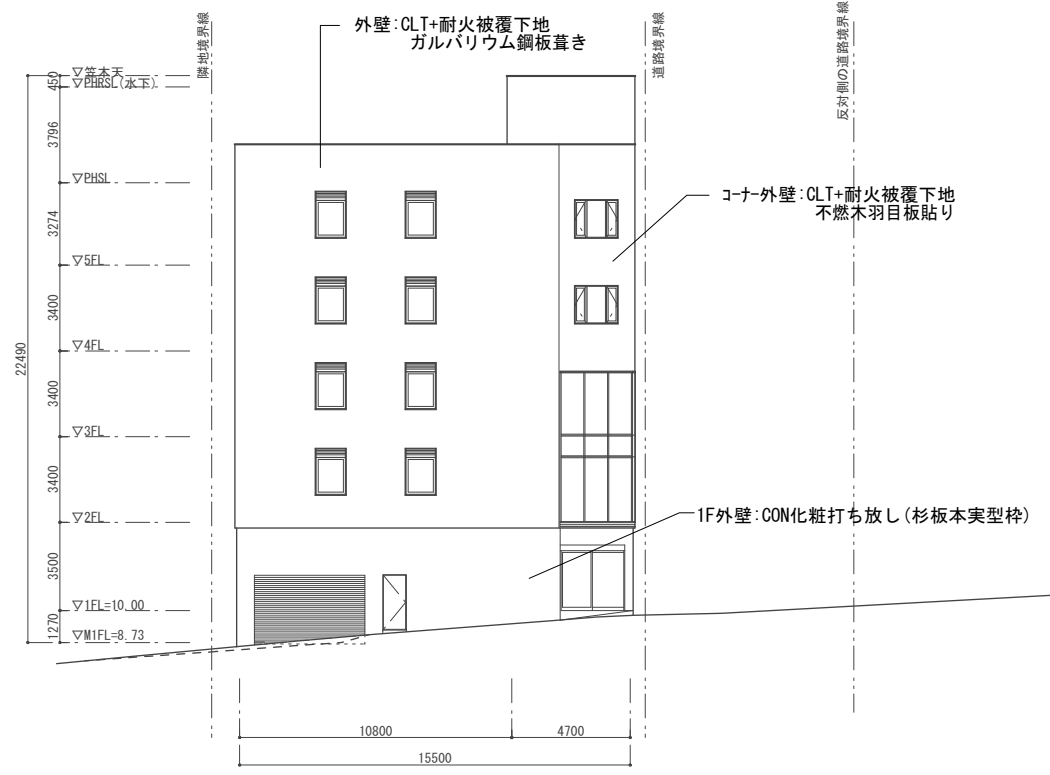 外壁：CLT+耐火被覆下地
ガルバリウム鋼板葺き
隣地境界線
道路境界線
反対側の道路境界線
▽笠木天
▽PHRSL(水下)
▽PHSL
▽5FL
▽4FL
▽3FL
▽2FL
▽1FL=10.00
▽M1FL=8.73
450
3796
3274
3400
3400
3400
3500
1270
22490
コーナー外壁：CLT+耐火被覆下地
不燃木羽目板貼り
1F外壁：CON化粧打ち放し(杉板本実型枠)
10800
4700
15500